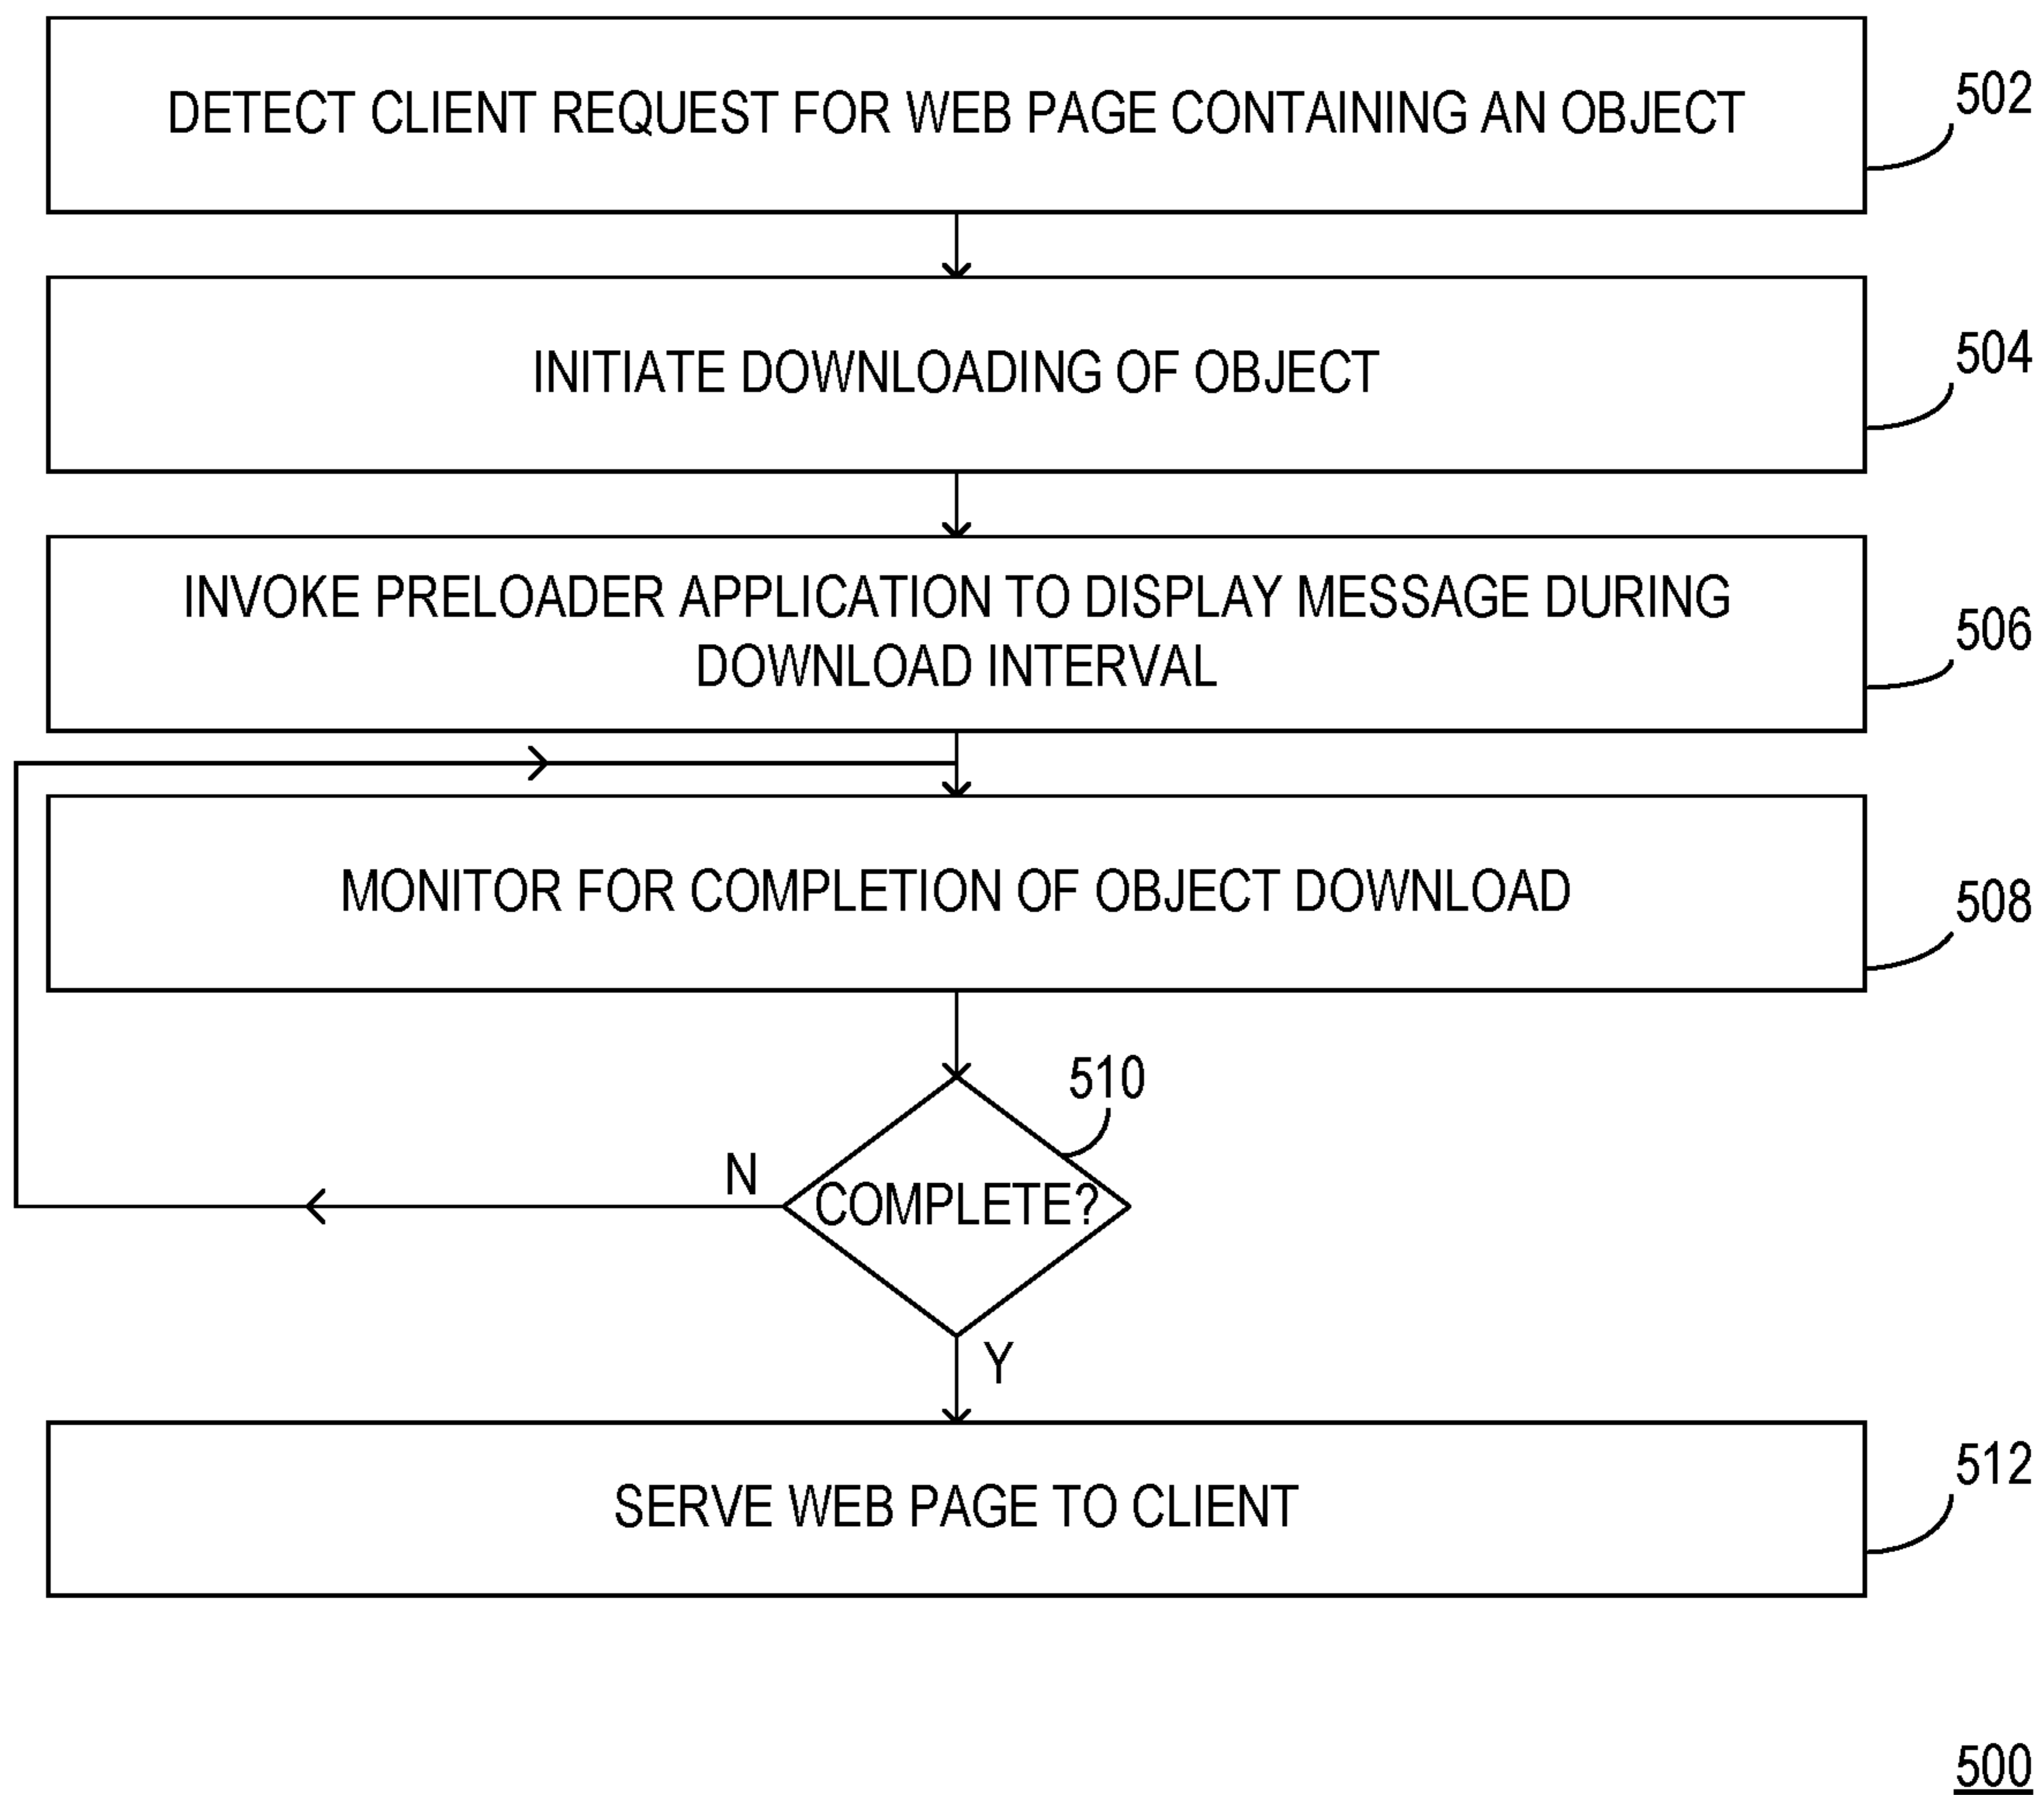 DETECT CLIENT REQUEST FOR WEB PAGE CONTAINING AN OBJECT
502
INITIATE DOWNLOADING OF OBJECT
504
INVOKE PRELOADER APPLICATION TO DISPLAY MESSAGE DURING
DOWNLOAD INTERVAL
506
MONITOR FOR COMPLETION OF OBJECT DOWNLOAD
508
510
N
COMPLETE?
Y
SERVE WEB PAGE TO CLIENT
512
500